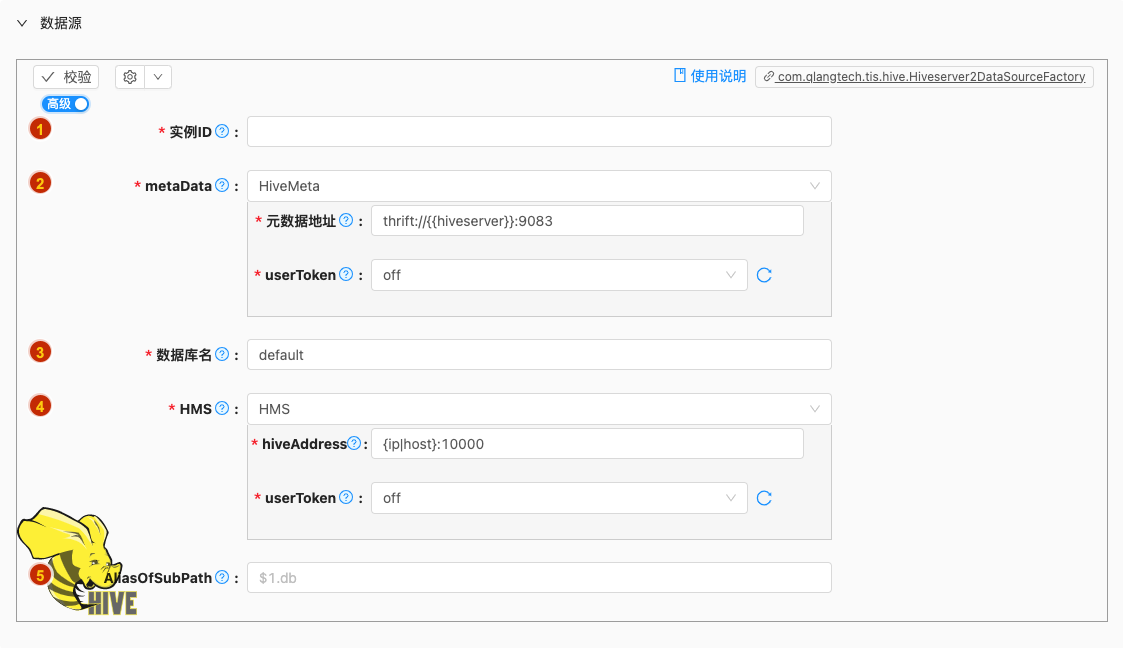 数据源
校验
使用说明 com.qlangtech.tis.hive.Hiveserver2DataSourceFactory
高级
1 * 实例ID :
2 * metaData : HiveMeta
* 元数据地址 : thrift://{{hiveserver}}:9083
* userToken : off
3 * 数据库名 : default
4 * HMS : HMS
* hiveAddress : {ip|host}:10000
* userToken : off
5 AliasOfSubPath : $1.db
HIVE